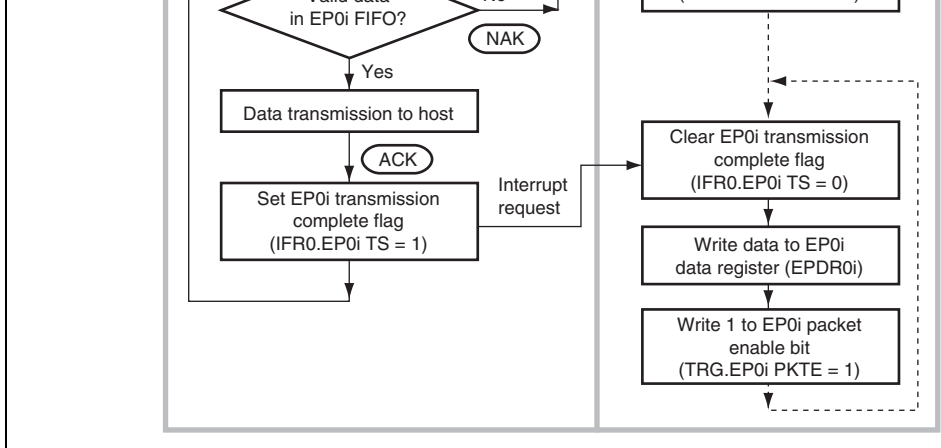 in EP0i FIFO?
NAK
Yes
Data transmission to host
ACK
Set EP0i transmission
complete flag
(IFR0.EP0i TS = 1)
Interrupt
request
Clear EP0i transmission
complete flag
(IFR0.EP0i TS = 0)
Write data to EP0i
data register (EPDR0i)
Write 1 to EP0i packet
enable bit
(TRG.EP0i PKTE = 1)